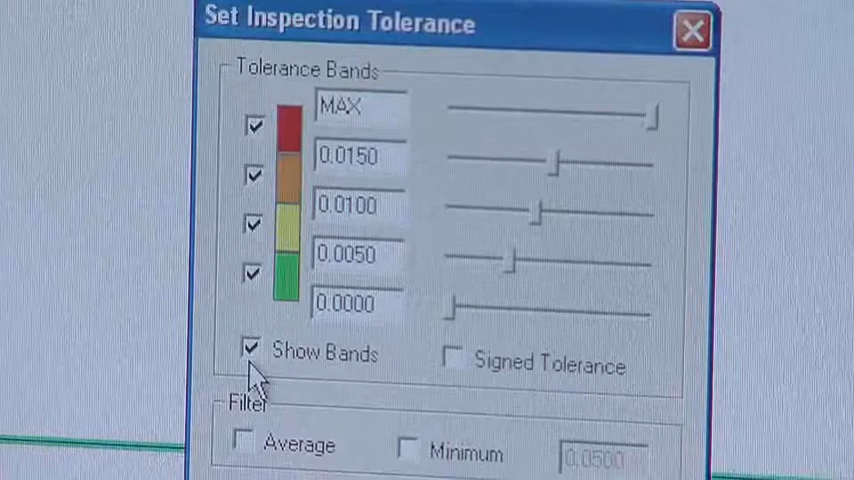 Set Inspection Tolerance
Tolerance Bands
MAX
0.0150
0.0100
0.0050
0.0000
Show Bands
Signed Tolerance
Filter
Average
Minimum
0.0500